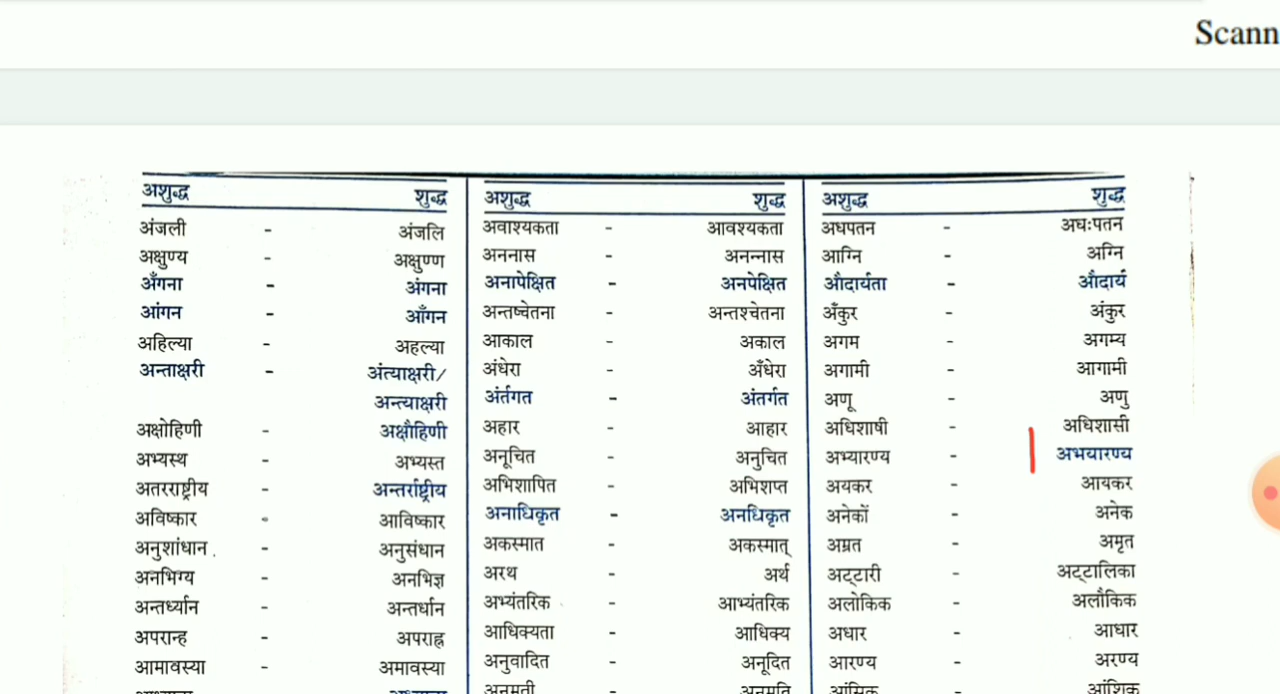 Scann
अशुद्ध शुद्ध अशुद्ध शुद्ध अशुद्ध शुद्ध
अंजली - अंजलि अवाश्यकता - आवश्यकता अधपतन - अधःपतन
अक्षुण्य - अक्षुण्ण अननास - अनन्नास आग्नि - अग्नि
अँगना - अंगना अनापेक्षित - अनपेक्षित औदार्यता - औदार्य
आंगन - आँगन अन्तष्चेतना - अन्तश्चेतना अँकुर - अंकुर
अहिल्या - अहल्या आकाल - अकाल अगम - अगम्य
अन्ताक्षरी - अंत्याक्षरी/ अंधेरा - अँधेरा अगामी - आगामी
अन्त्याक्षरी अंर्तगत - अंतर्गत अणू - अणु
अक्षोहिणी - अक्षौहिणी अहार - आहार अधिशाषी - अधिशासी
अभ्यस्थ - अभ्यस्त अनूचित - अनुचित अभ्यारण्य - अभयारण्य
अतरराष्ट्रीय - अन्तर्राष्ट्रीय अभिशापित - अभिशप्त अयकर - आयकर
अविष्कार - आविष्कार अनाधिकृत - अनधिकृत अनेकों - अनेक
अनुशांधान - अनुसंधान अकस्मात - अकस्मात् अम्रत - अमृत
अनभिग्य - अनभिज्ञ अरथ - अर्थ अट्टारी - अट्टालिका
अन्तर्ध्यान - अन्तर्धान अभ्यंतरिक - आभ्यंतरिक अलोकिक - अलौकिक
अपरान्ह - अपराह्न आधिक्यता - आधिक्य अधार - आधार
आमावस्या - अमावस्या अनुवादित - अनूदित आरण्य - अरण्य
अनुमती अनुमति आंसिक - आंशिक